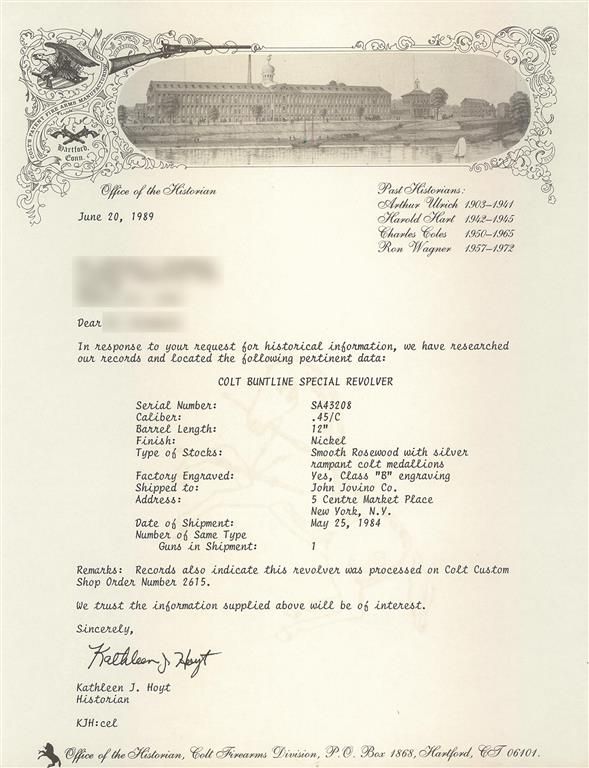 COLT'S PATENT FIRE ARMS MANUFACTURING
Hartford,
Conn.
Office of the Historian
Past Historians:
Arthur Ulrich 1903–1941
Harold Hart 1942–1945
Charles Coles 1950–1965
Ron Wagner 1957–1972
June 20, 1989
Dear
In response to your request for historical information, we have researched
our records and located the following pertinent data:
COLT BUNTLINE SPECIAL REVOLVER
Serial Number: SA43208
Caliber: .45/C
Barrel Length: 12"
Finish: Nickel
Type of Stocks: Smooth Rosewood with silver
rampant colt medallions
Factory Engraved: Yes, Class "B" engraving
Shipped to: John Jovino Co.
Address: 5 Centre Market Place
New York, N.Y.
Date of Shipment: May 25, 1984
Number of Same Type
Guns in Shipment: 1
Remarks: Records also indicate this revolver was processed on Colt Custom
Shop Order Number 2615.
We trust the information supplied above will be of interest.
Sincerely,
Kathleen J Hoyt
Kathleen J. Hoyt
Historian
KJH:cel
Office of the Historian, Colt Firearms Division, P.O. Box 1868, Hartford, CT 06101.